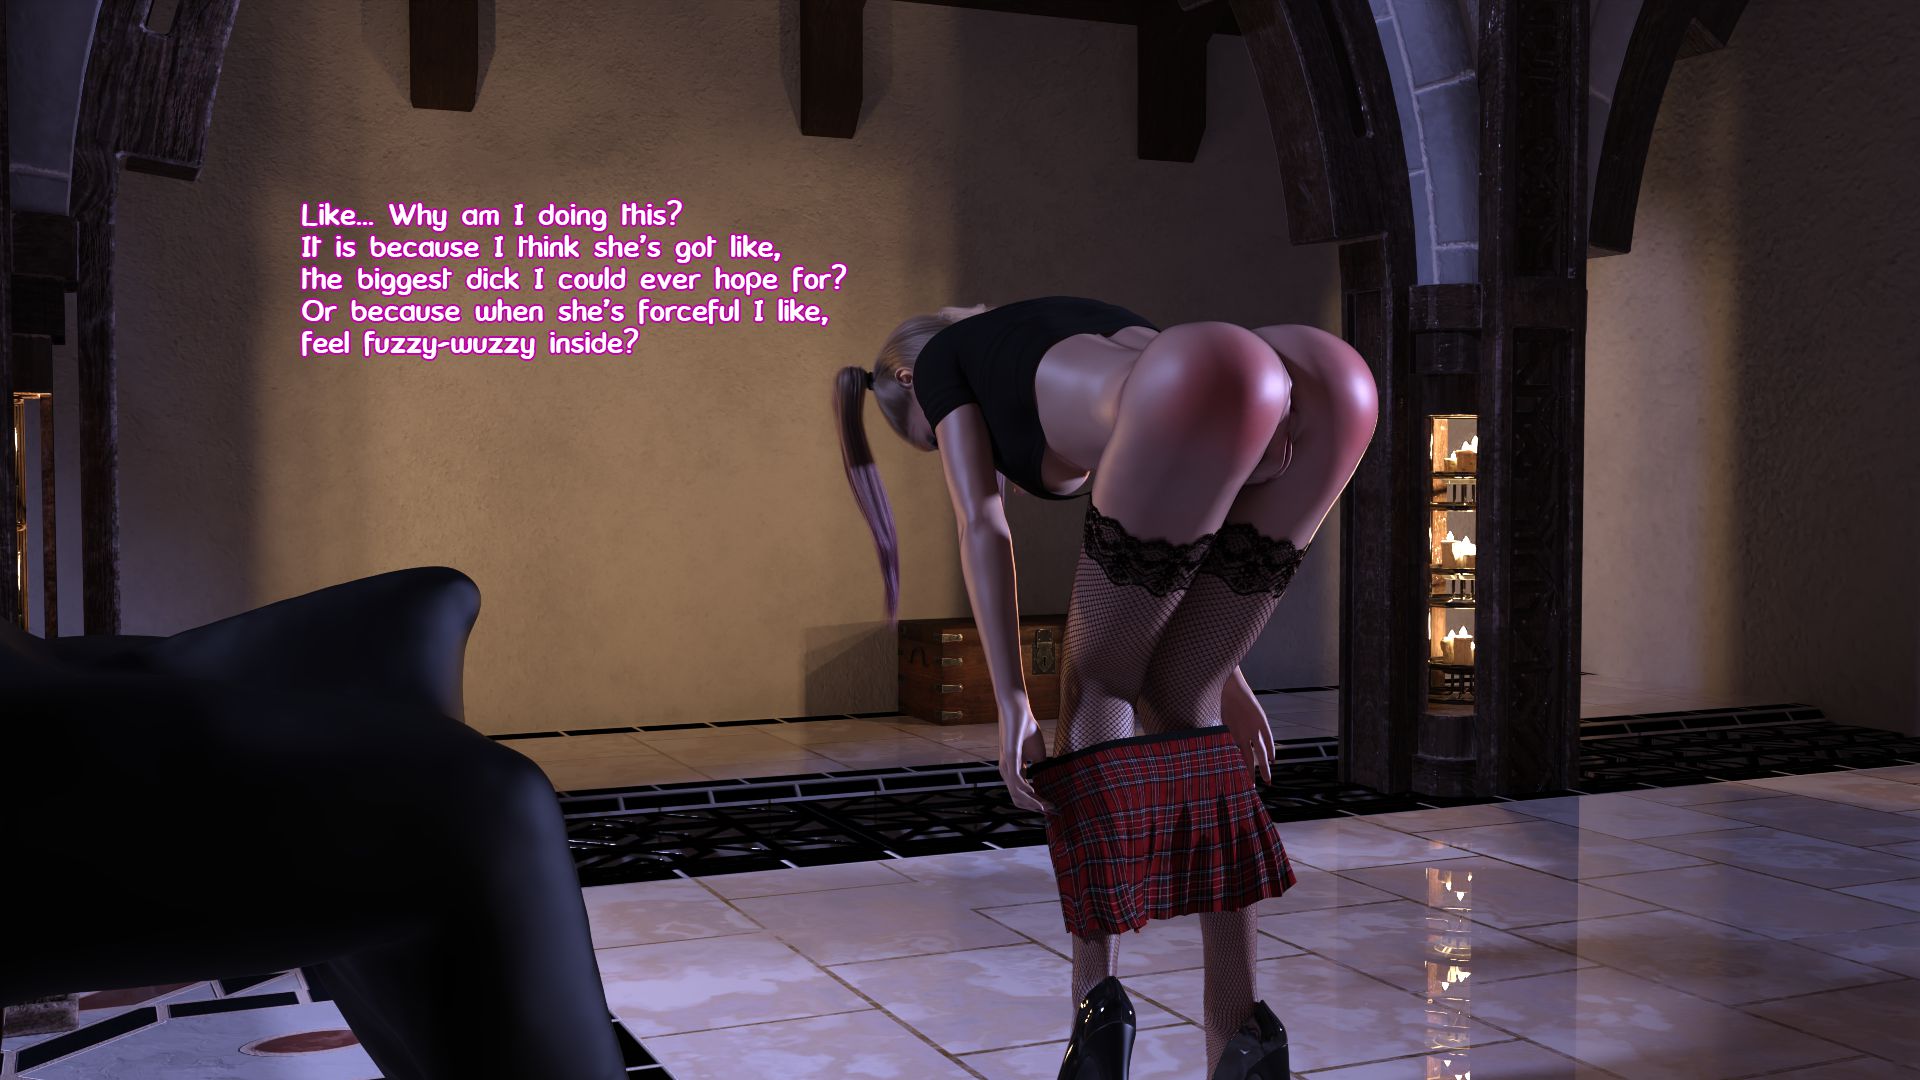 Like... Why am I doing this?
It is because I think she's got like,
the biggest dick I could ever hope for?
Or because when she's forceful I like,
feel fuzzy-wuzzy inside?